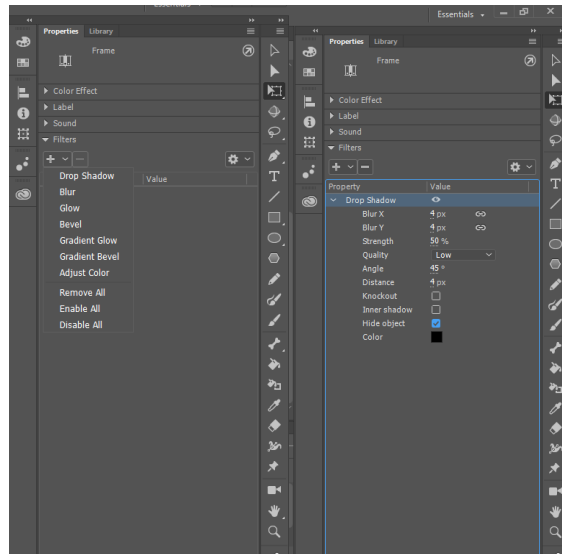 Essentials
Properties Library
Frame
Color Effect
Label
Sound
Filters
Value
Drop Shadow
Blur
Glow
Bevel
Gradient Glow
Gradient Bevel
Adjust Color
Remove All
Enable All
Disable All
T
Essentials
Properties Library
Frame
Color Effect
Label
Sound
Filters
Property Value
Drop Shadow
Blur X 4 px
Blur Y 4 px
Strength 50 %
Quality Low
Angle 45 °
Distance 4 px
Knockout
Inner shadow
Hide object
Color
T